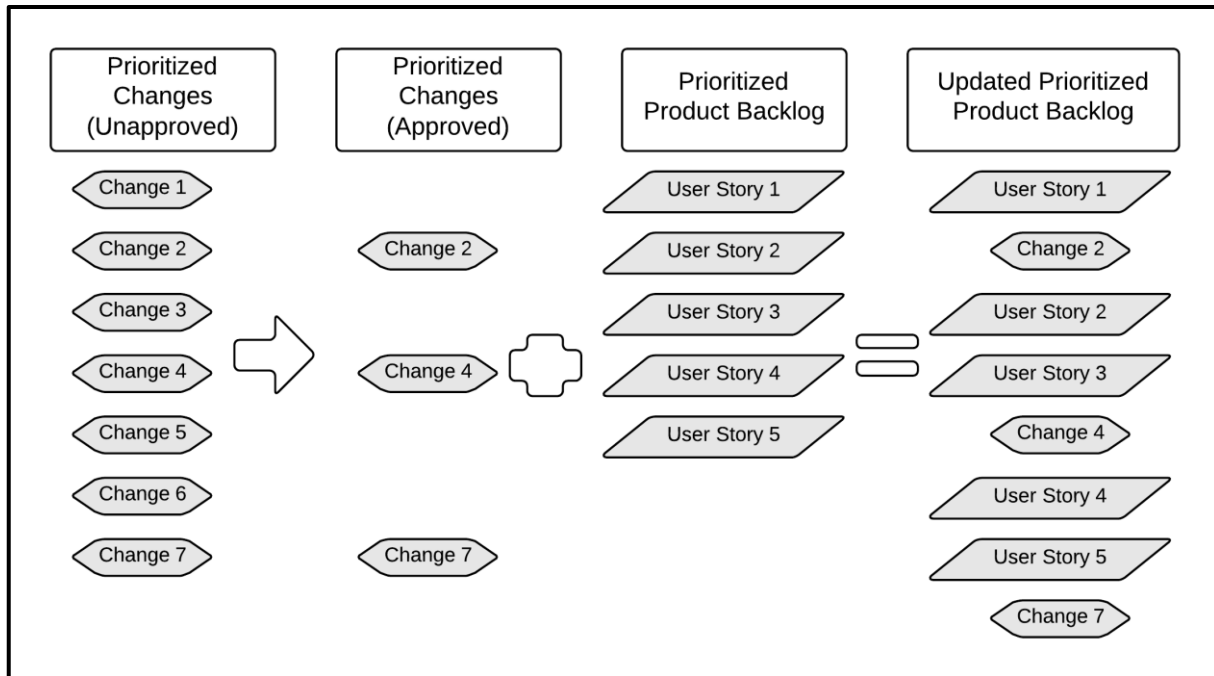 Prioritized
Changes
(Unapproved)
Change 1
Change 2
Change 3
Change 4
Change 5
Change 6
Change 7
Prioritized
Changes
(Approved)
Change 2
Change 4
Change 7
Prioritized
Product Backlog
User Story 1
User Story 2
User Story 3
User Story 4
User Story 5
Updated Prioritized
Product Backlog
User Story 1
Change 2
User Story 2
User Story 3
Change 4
User Story 4
User Story 5
Change 7